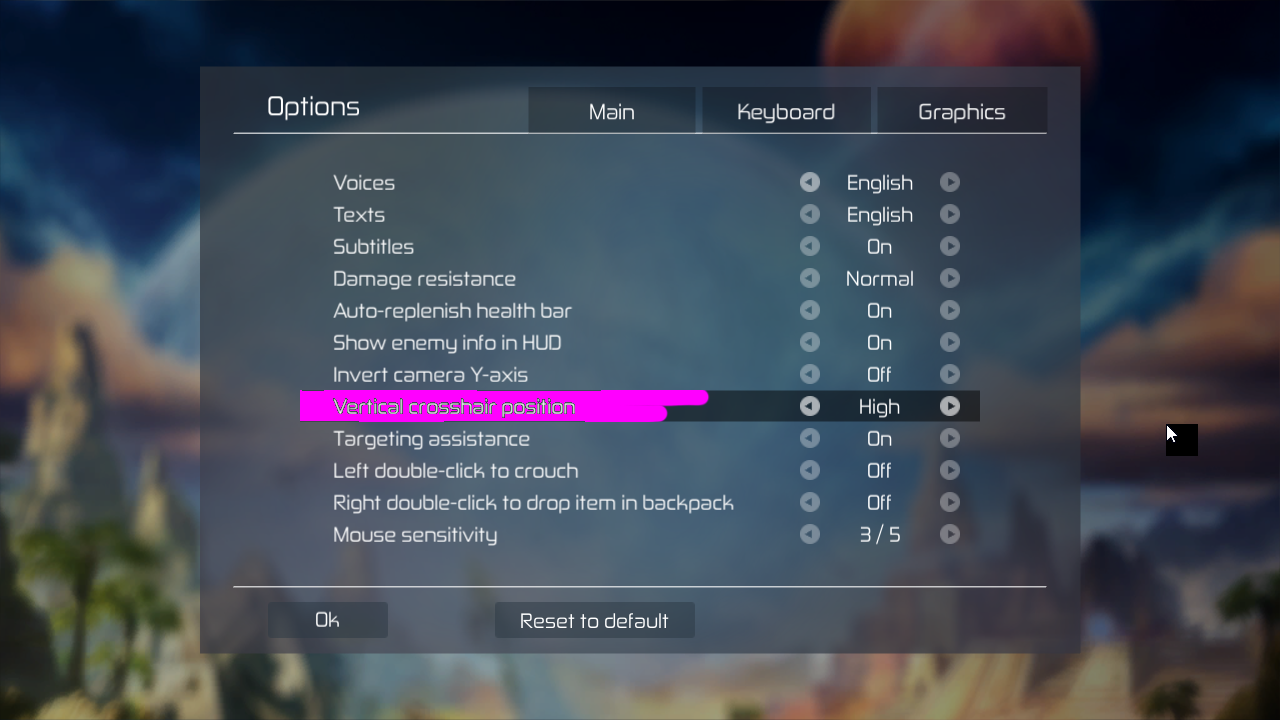 Options Main Keyboard Graphics
Voices English
Texts English
Subtitles On
Damage resistance Normal
Auto-replenish health bar On
Show enemy info in HUD On
Invert camera Y-axis Off
Vertical crosshair position High
Targeting assistance On
Left double-click to crouch Off
Right double-click to drop item in backpack Off
Mouse sensitivity 3 / 5
Ok Reset to default